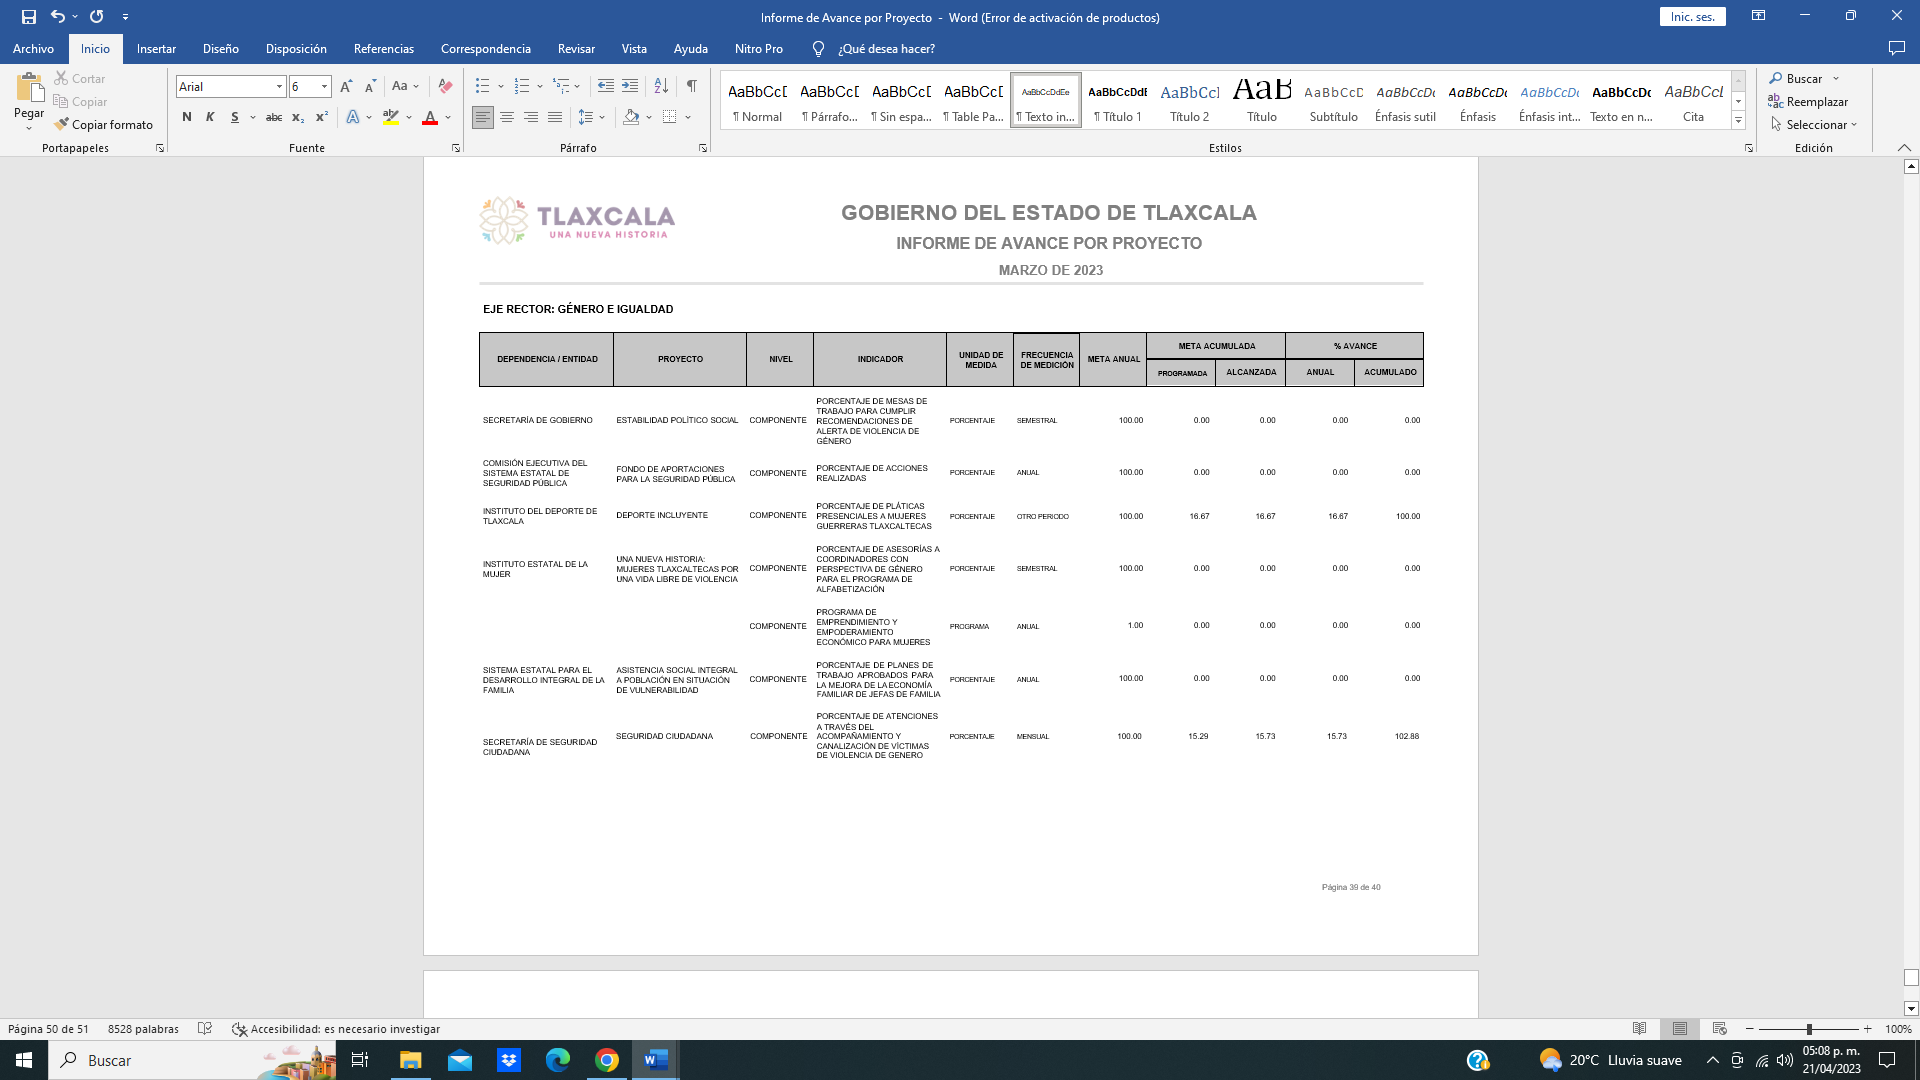 Informe de Avance por Proyecto - Word (Error de activación de productos)
Inic. ses.
Archivo Inicio Insertar Diseño Disposición Referencias Correspondencia Revisar Vista Ayuda Nitro Pro ¿Qué desea hacer?
Pegar
Cortar
Copiar
Copiar formato
Portapapeles
Arial 6
Fuente
Párrafo
¶ Normal ¶ Párrafo... ¶ Sin espa... ¶ Table Pa... ¶ Texto in... ¶ Título 1 Título 2 Título Subtítulo Énfasis sutil Énfasis Énfasis int... Texto en n... Cita
Estilos
Buscar
Reemplazar
Seleccionar
Edición
TLAXCALA
UNA NUEVA HISTORIA
GOBIERNO DEL ESTADO DE TLAXCALA
INFORME DE AVANCE POR PROYECTO
MARZO DE 2023
EJE RECTOR: GÉNERO E IGUALDAD
DEPENDENCIA / ENTIDAD PROYECTO NIVEL INDICADOR UNIDAD DE MEDIDA FRECUENCIA DE MEDICIÓN META ANUAL META ACUMULADA % AVANCE
PROGRAMADA ALCANZADA ANUAL ACUMULADO
SECRETARÍA DE GOBIERNO ESTABILIDAD POLÍTICO SOCIAL COMPONENTE PORCENTAJE DE MESAS DE TRABAJO PARA CUMPLIR RECOMENDACIONES DE ALERTA DE VIOLENCIA DE GÉNERO PORCENTAJE SEMESTRAL 100.00 0.00 0.00 0.00 0.00
COMISIÓN EJECUTIVA DEL SISTEMA ESTATAL DE SEGURIDAD PÚBLICA FONDO DE APORTACIONES PARA LA SEGURIDAD PÚBLICA COMPONENTE PORCENTAJE DE ACCIONES REALIZADAS PORCENTAJE ANUAL 100.00 0.00 0.00 0.00 0.00
INSTITUTO DEL DEPORTE DE TLAXCALA DEPORTE INCLUYENTE COMPONENTE PORCENTAJE DE PLÁTICAS PRESENCIALES A MUJERES GUERRERAS TLAXCALTECAS PORCENTAJE OTRO PERIODO 100.00 16.67 16.67 16.67 100.00
INSTITUTO ESTATAL DE LA MUJER UNA NUEVA HISTORIA: MUJERES TLAXCALTECAS POR UNA VIDA LIBRE DE VIOLENCIA COMPONENTE PORCENTAJE DE ASESORÍAS A COORDINADORES CON PERSPECTIVA DE GÉNERO PARA EL PROGRAMA DE ALFABETIZACIÓN PORCENTAJE SEMESTRAL 100.00 0.00 0.00 0.00 0.00
COMPONENTE PROGRAMA DE EMPRENDIMIENTO Y EMPODERAMIENTO ECONÓMICO PARA MUJERES PROGRAMA ANUAL 1.00 0.00 0.00 0.00 0.00
SISTEMA ESTATAL PARA EL DESARROLLO INTEGRAL DE LA FAMILIA ASISTENCIA SOCIAL INTEGRAL A POBLACIÓN EN SITUACIÓN DE VULNERABILIDAD COMPONENTE PORCENTAJE DE PLANES DE TRABAJO APROBADOS PARA LA MEJORA DE LA ECONOMÍA FAMILIAR DE JEFAS DE FAMILIA PORCENTAJE ANUAL 100.00 0.00 0.00 0.00 0.00
SECRETARÍA DE SEGURIDAD CIUDADANA SEGURIDAD CIUDADANA COMPONENTE PORCENTAJE DE ATENCIONES A TRAVÉS DEL ACOMPAÑAMIENTO Y CANALIZACIÓN DE VÍCTIMAS DE VIOLENCIA DE GENERO PORCENTAJE MENSUAL 100.00 15.29 15.73 15.73 102.88
Página 39 de 40
Página 50 de 51 8528 palabras Accesibilidad: es necesario investigar 100%
Buscar
20°C Lluvia suave
05:08 p. m.
21/04/2023